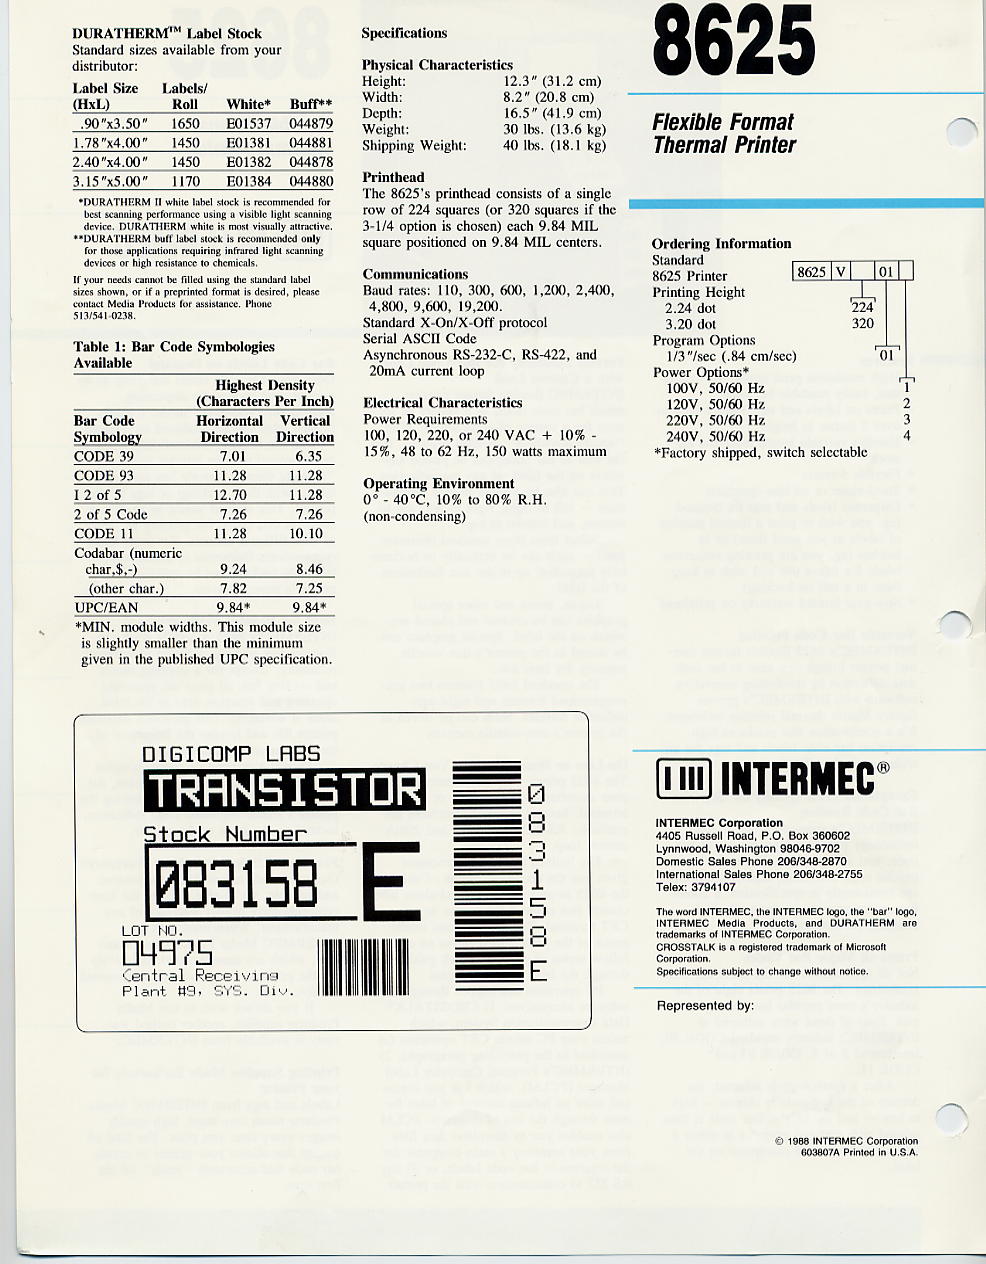 DURATHERM™ Label Stock
Standard sizes available from your
distributor:
Label Size Labels/
(HxL) Roll White* Buff**
.90"x3.50" 1650 E01537 044879
1.78"x4.00" 1450 E01381 044881
2.40"x4.00" 1450 E01382 044878
3.15"x5.00" 1170 E01384 044880
*DURATHERM II white label stock is recommended for
best scanning performance using a visible light scanning
device. DURATHERM white is most visually attractive.
**DURATHERM buff label stock is recommended only
for those applications requiring infrared light scanning
devices or high resistance to chemicals.
If your needs cannot be filled using the standard label
sizes shown, or if a preprinted format is desired, please
contact Media Products for assistance. Phone
513/541-0238.
Table 1: Bar Code Symbologies
Available
Highest Density
(Characters Per Inch)
Bar Code Horizontal Vertical
Symbology Direction Direction
CODE 39 7.01 6.35
CODE 93 11.28 11.28
I 2 of 5 12.70 11.28
2 of 5 Code 7.26 7.26
CODE 11 11.28 10.10
Codabar (numeric
char,$,-) 9.24 8.46
(other char.) 7.82 7.25
UPC/EAN 9.84* 9.84*
*MIN. module widths. This module size
is slightly smaller than the minimum
given in the published UPC specification.
Specifications
Physical Characteristics
Height: 12.3" (31.2 cm)
Width: 8.2" (20.8 cm)
Depth: 16.5" (41.9 cm)
Weight: 30 lbs. (13.6 kg)
Shipping Weight: 40 lbs. (18.1 kg)
Printhead
The 8625's printhead consists of a single
row of 224 squares (or 320 squares if the
3-1/4 option is chosen) each 9.84 MIL
square positioned on 9.84 MIL centers.
Communications
Baud rates: 110, 300, 600, 1,200, 2,400,
4,800, 9,600, 19,200.
Standard X-On/X-Off protocol
Serial ASCII Code
Asynchronous RS-232-C, RS-422, and
20mA current loop
Electrical Characteristics
Power Requirements
100, 120, 220, or 240 VAC + 10% -
15%, 48 to 62 Hz, 150 watts maximum
Operating Environment
0° - 40°C, 10% to 80% R.H.
(non-condensing)
8625
Flexible Format
Thermal Printer
Ordering Information
Standard
8625 Printer 8625 V 01
Printing Height
2.24 dot 224
3.20 dot 320
Program Options
1/3"/sec (.84 cm/sec) 01
Power Options*
100V, 50/60 Hz 1
120V, 50/60 Hz 2
220V, 50/60 Hz 3
240V, 50/60 Hz 4
*Factory shipped, switch selectable
DIGICOMP LABS
TRANSISTOR
Stock Number
083158 E
LOT NO.
04975
Central Receiving
Plant #9, SYS. Div.
083158E
INTERMEC®
INTERMEC Corporation
4405 Russell Road, P.O. Box 360602
Lynnwood, Washington 98046-9702
Domestic Sales Phone 206/348-2870
International Sales Phone 206/348-2755
Telex: 3794107
The word INTERMEC, the INTERMEC logo, the "bar" logo,
INTERMEC Media Products, and DURATHERM are
trademarks of INTERMEC Corporation.
CROSSTALK is a registered trademark of Microsoft
Corporation.
Specifications subject to change without notice.
Represented by:
© 1988 INTERMEC Corporation
603807A Printed in U.S.A.